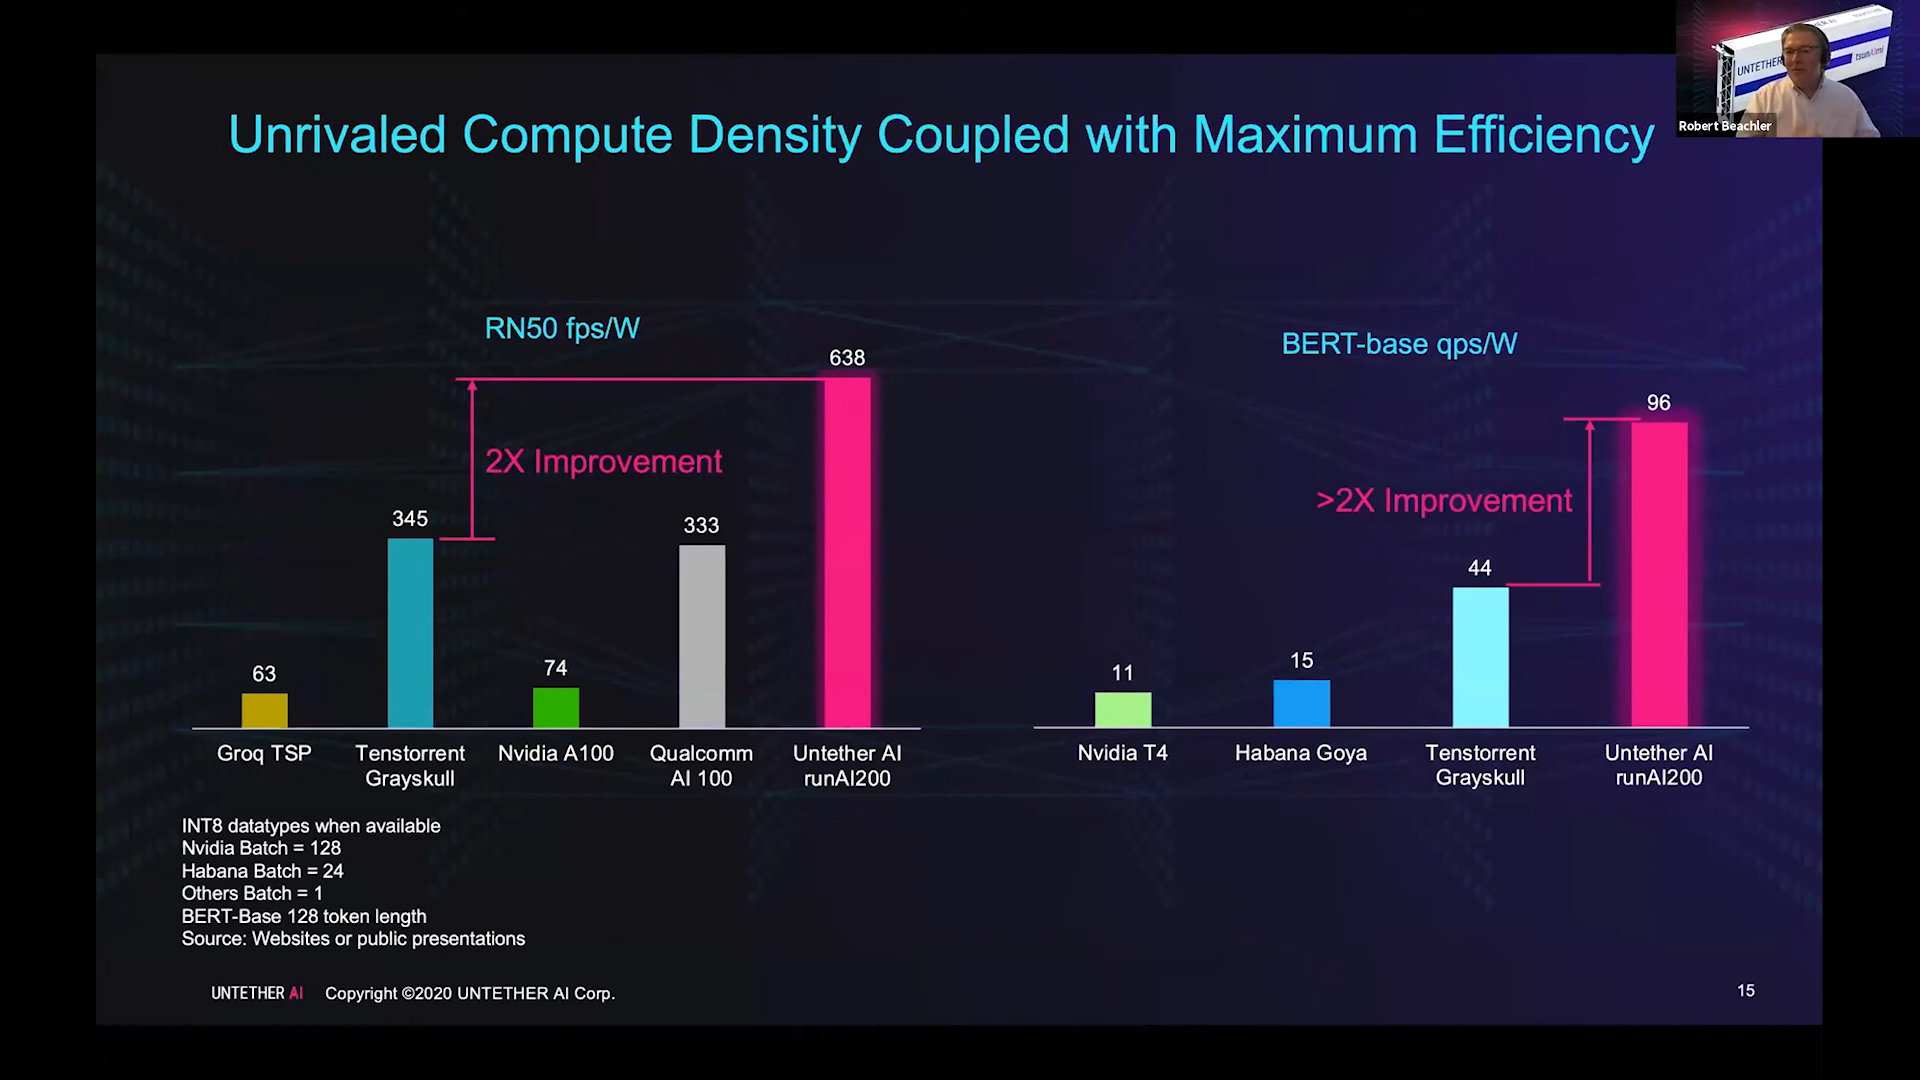 UNTETHER
tsunAImi
Robert Beachler
Unrivaled Compute Density Coupled with Maximum Efficiency
RN50 fps/W
638
2X Improvement
345
333
63
74
Groq TSP
Tenstorrent
Grayskull
Nvidia A100
Qualcomm
AI 100
Untether AI
runAI200
BERT-base qps/W
96
>2X Improvement
44
11
15
Nvidia T4
Habana Goya
Tenstorrent
Grayskull
Untether AI
runAI200
INT8 datatypes when available
Nvidia Batch = 128
Habana Batch = 24
Others Batch = 1
BERT-Base 128 token length
Source: Websites or public presentations
UNTETHER AI Copyright ©2020 UNTETHER AI Corp.
15